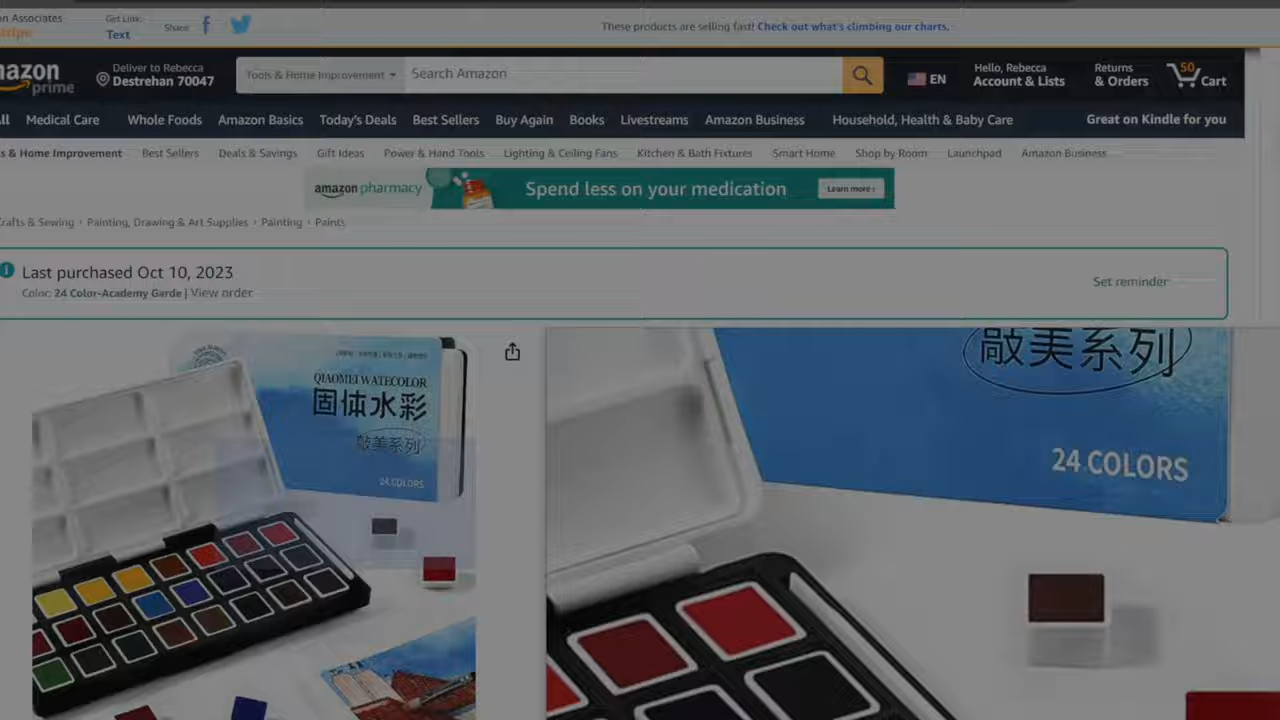 n Associates
stripe
Get Link:
Text
Share
These products are selling fast! Check out what's climbing our charts.
mazon
prime
Deliver to Rebecca
Destrehan 70047
Tools & Home Improvement
Search Amazon
EN
Hello, Rebecca
Account & Lists
Returns
& Orders
50
Cart
ll Medical Care Whole Foods Amazon Basics Today's Deals Best Sellers Buy Again Books Livestreams Amazon Business Household, Health & Baby Care Great on Kindle for you
s & Home Improvement Best Sellers Deals & Savings Gift Ideas Power & Hand Tools Lighting & Ceiling Fans Kitchen & Bath Fixtures Smart Home Shop by Room Launchpad Amazon Business
amazon pharmacy Spend less on your medication Learn more ›
Crafts & Sewing › Painting, Drawing & Art Supplies › Painting › Paints
Last purchased Oct 10, 2023
Color: 24 Color-Academy Garde | View order
Set reminder
QIAOMEI WATECOLOR
固体水彩
敲美系列
24 COLORS
敲美系列
24 COLORS